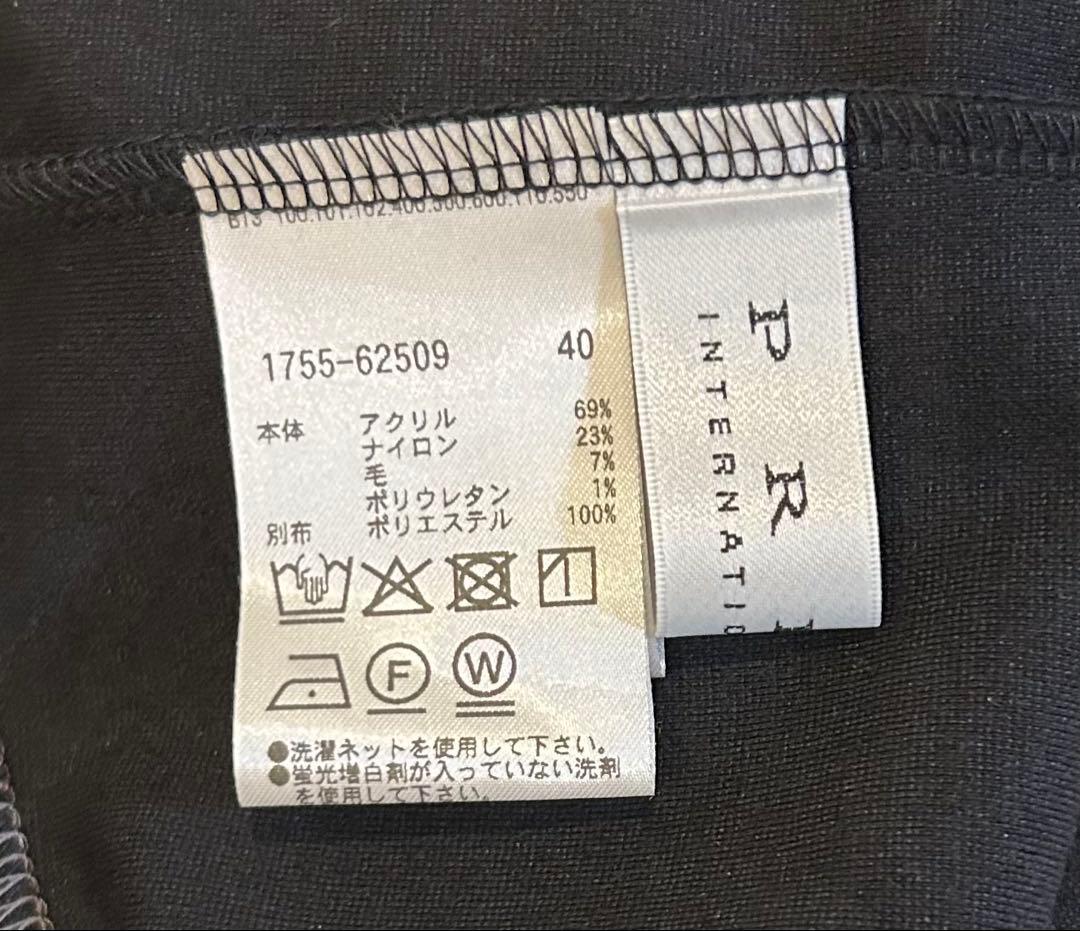 1755-62509 40
本体 アクリル 69%
ナイロン 23%
毛 7%
ポリウレタン 1%
別布 ポリエステル 100%
F W
●洗濯ネットを使用して下さい。
●蛍光増白剤が入っていない洗剤
を使用して下さい。
P R
INTERNATIO